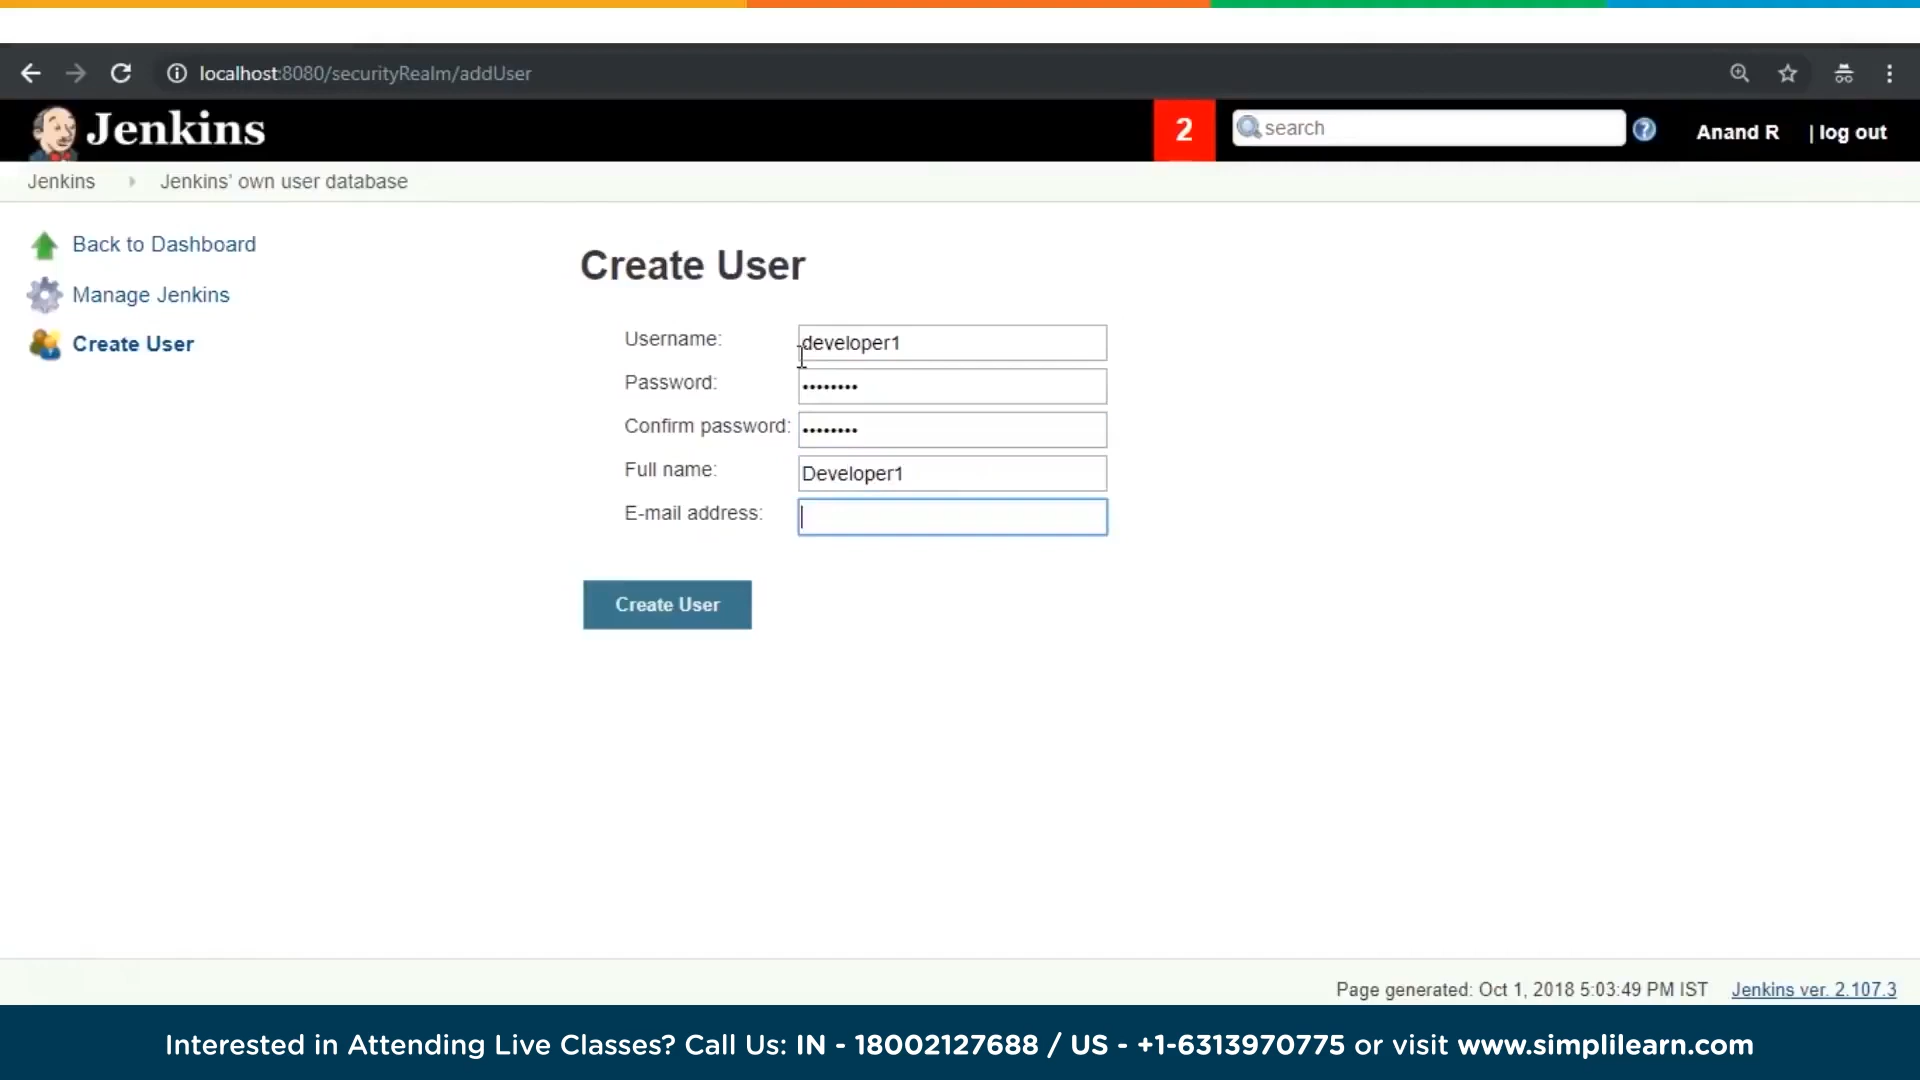 localhost:8080/securityRealm/addUser
Jenkins
2
search
Anand R
| log out
Jenkins
Jenkins' own user database
Back to Dashboard
Manage Jenkins
Create User
Create User
Username:
developer1
Password:
••••••••
Confirm password:
••••••••
Full name:
Developer1
E-mail address:
Create User
Page generated: Oct 1, 2018 5:03:49 PM IST
Jenkins ver. 2.107.3
Interested in Attending Live Classes? Call Us: IN - 18002127688 / US - +1-6313970775 or visit www.simplilearn.com